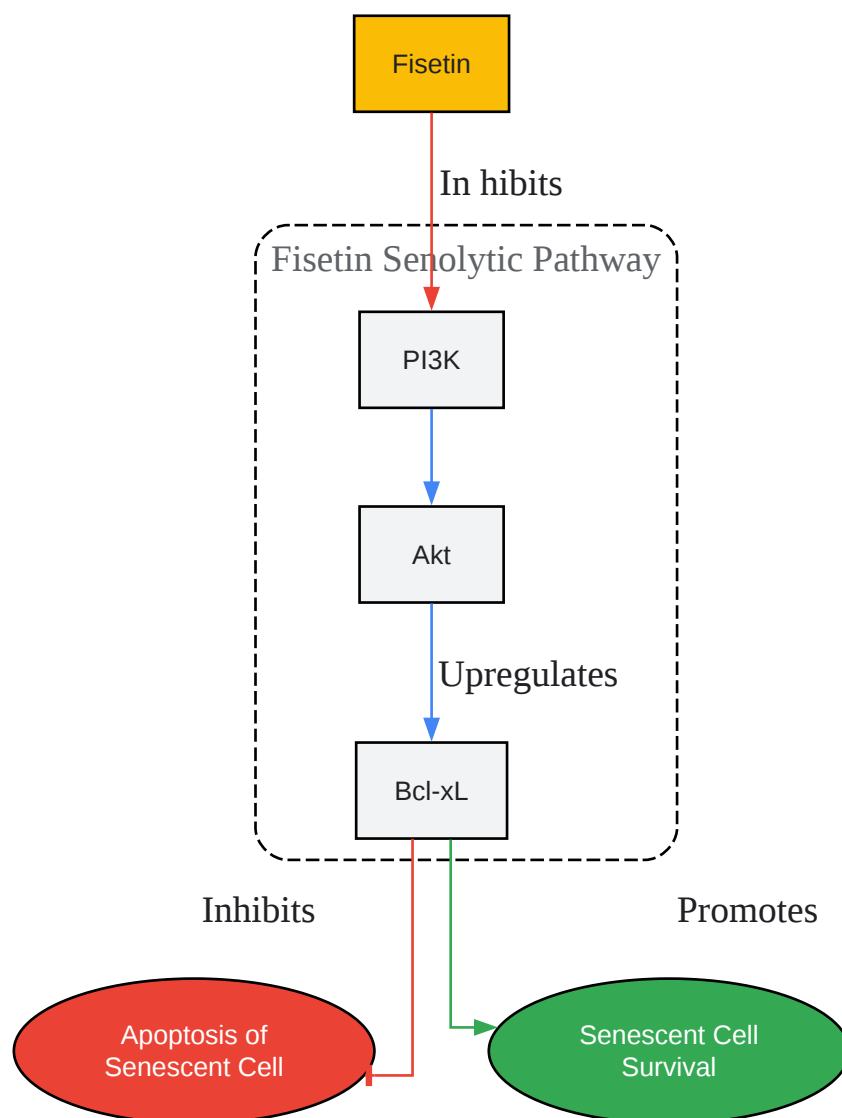 Fisetin
In hibits
Fisetin Senolytic Pathway
PI3K
Akt
Upregulates
Bcl-xL
Inhibits
Promotes
Apoptosis of
Senescent Cell
Senescent Cell
Survival